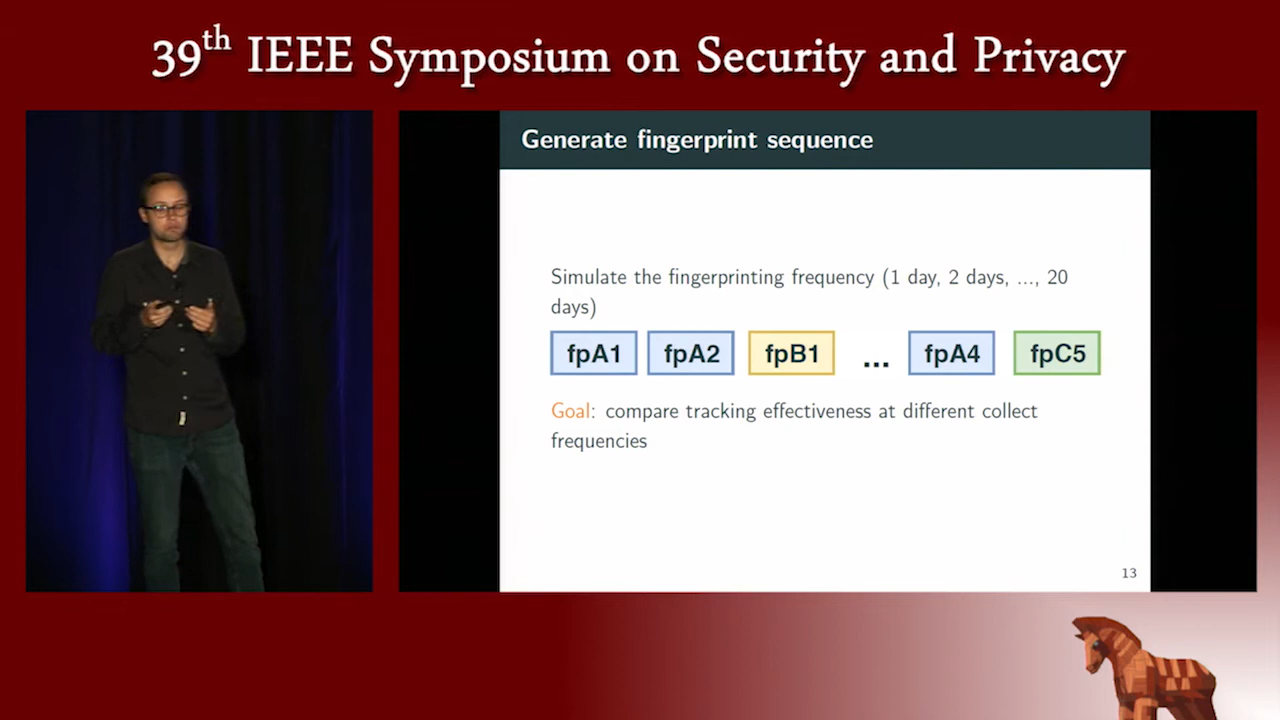 39th IEEE Symposium on Security and Privacy
Generate fingerprint sequence
Simulate the fingerprinting frequency (1 day, 2 days, ..., 20
days)
fpA1 fpA2 fpB1 ... fpA4 fpC5
Goal: compare tracking effectiveness at different collect
frequencies
13